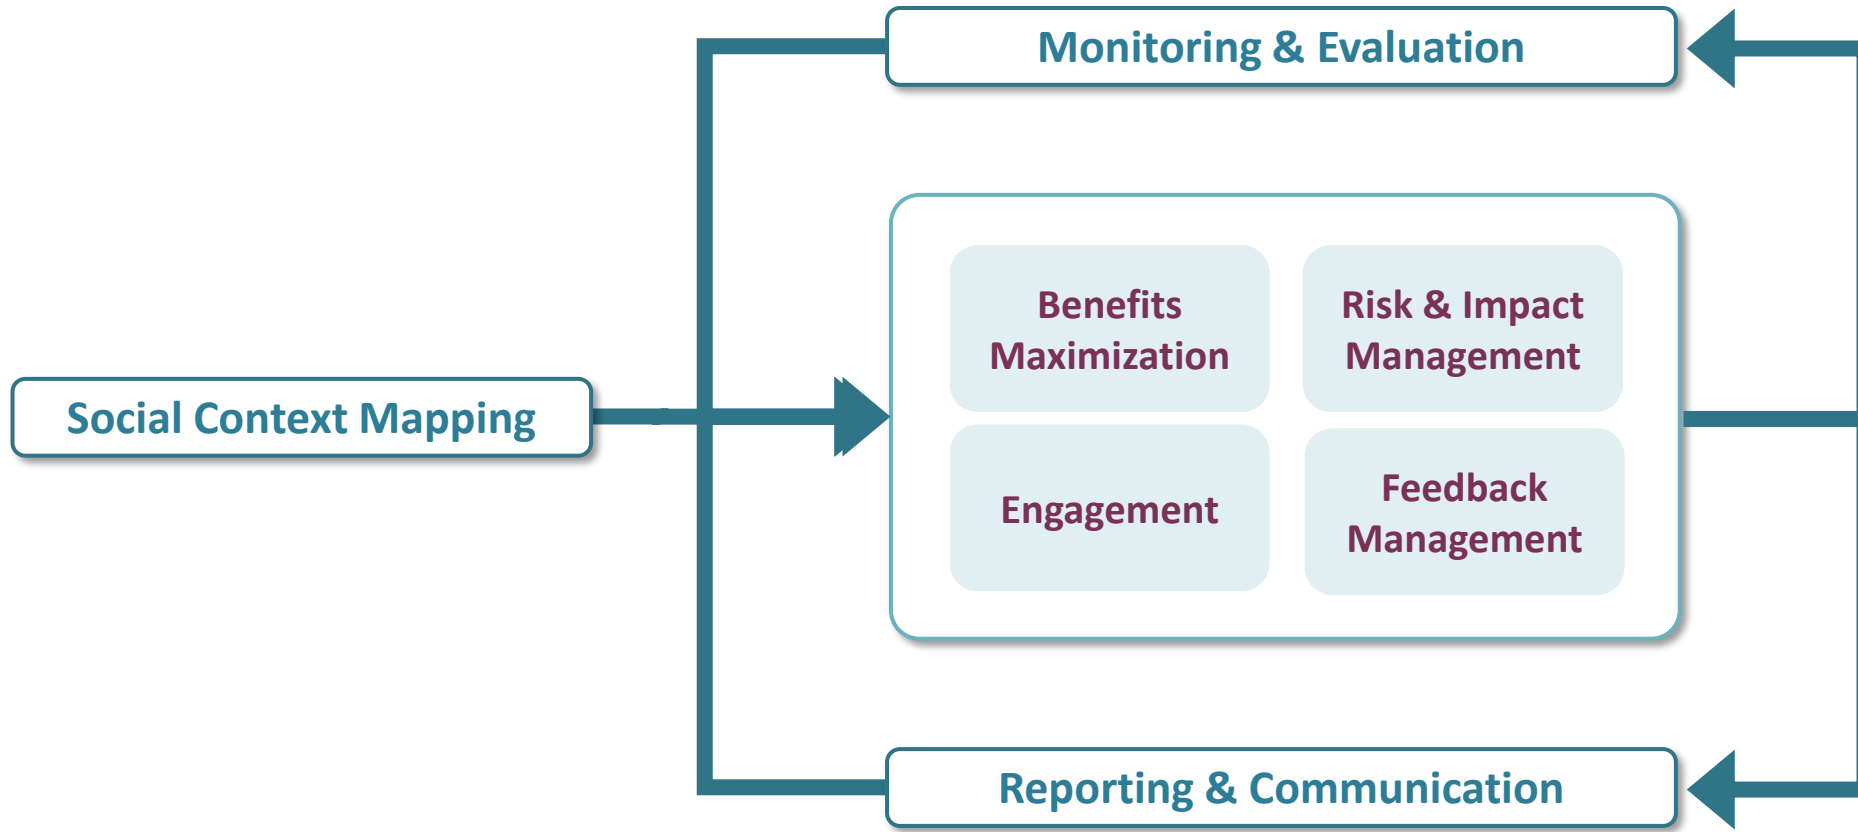 Monitoring & Evaluation
Benefits
Maximization
Risk & Impact
Management
Social Context Mapping
Engagement
Feedback
Management
Reporting & Communication